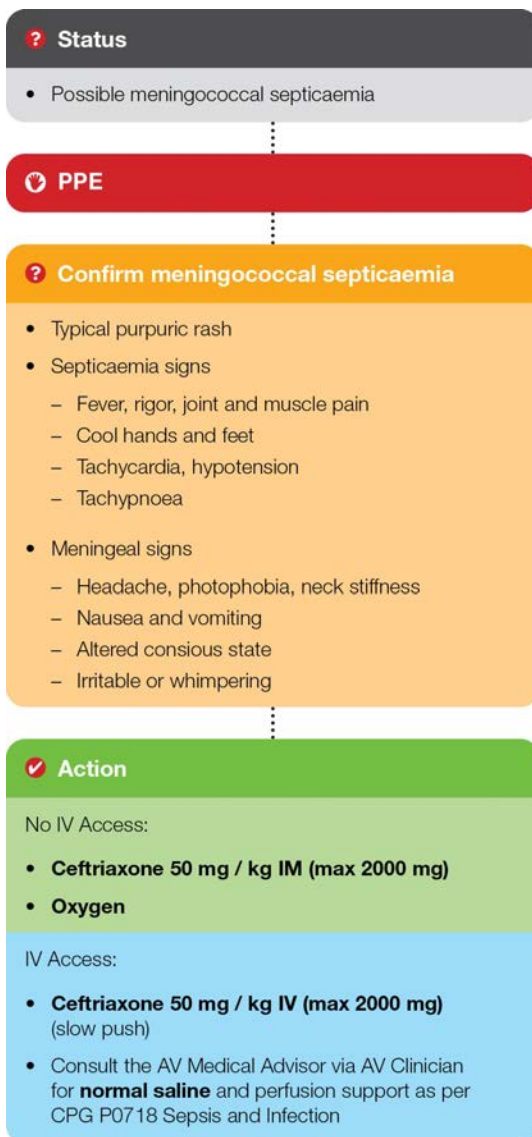 Status
• Possible meningococcal septicaemia
PPE
Confirm meningococcal septicaemia
• Typical purpuric rash
• Septicaemia signs
– Fever, rigor, joint and muscle pain
– Cool hands and feet
– Tachycardia, hypotension
– Tachypnoea
• Meningeal signs
– Headache, photophobia, neck stiffness
– Nausea and vomiting
– Altered consious state
– Irritable or whimpering
Action
No IV Access:
• Ceftriaxone 50 mg / kg IM (max 2000 mg)
• Oxygen
IV Access:
• Ceftriaxone 50 mg / kg IV (max 2000 mg)
(slow push)
• Consult the AV Medical Advisor via AV Clinician
for normal saline and perfusion support as per
CPG P0718 Sepsis and Infection